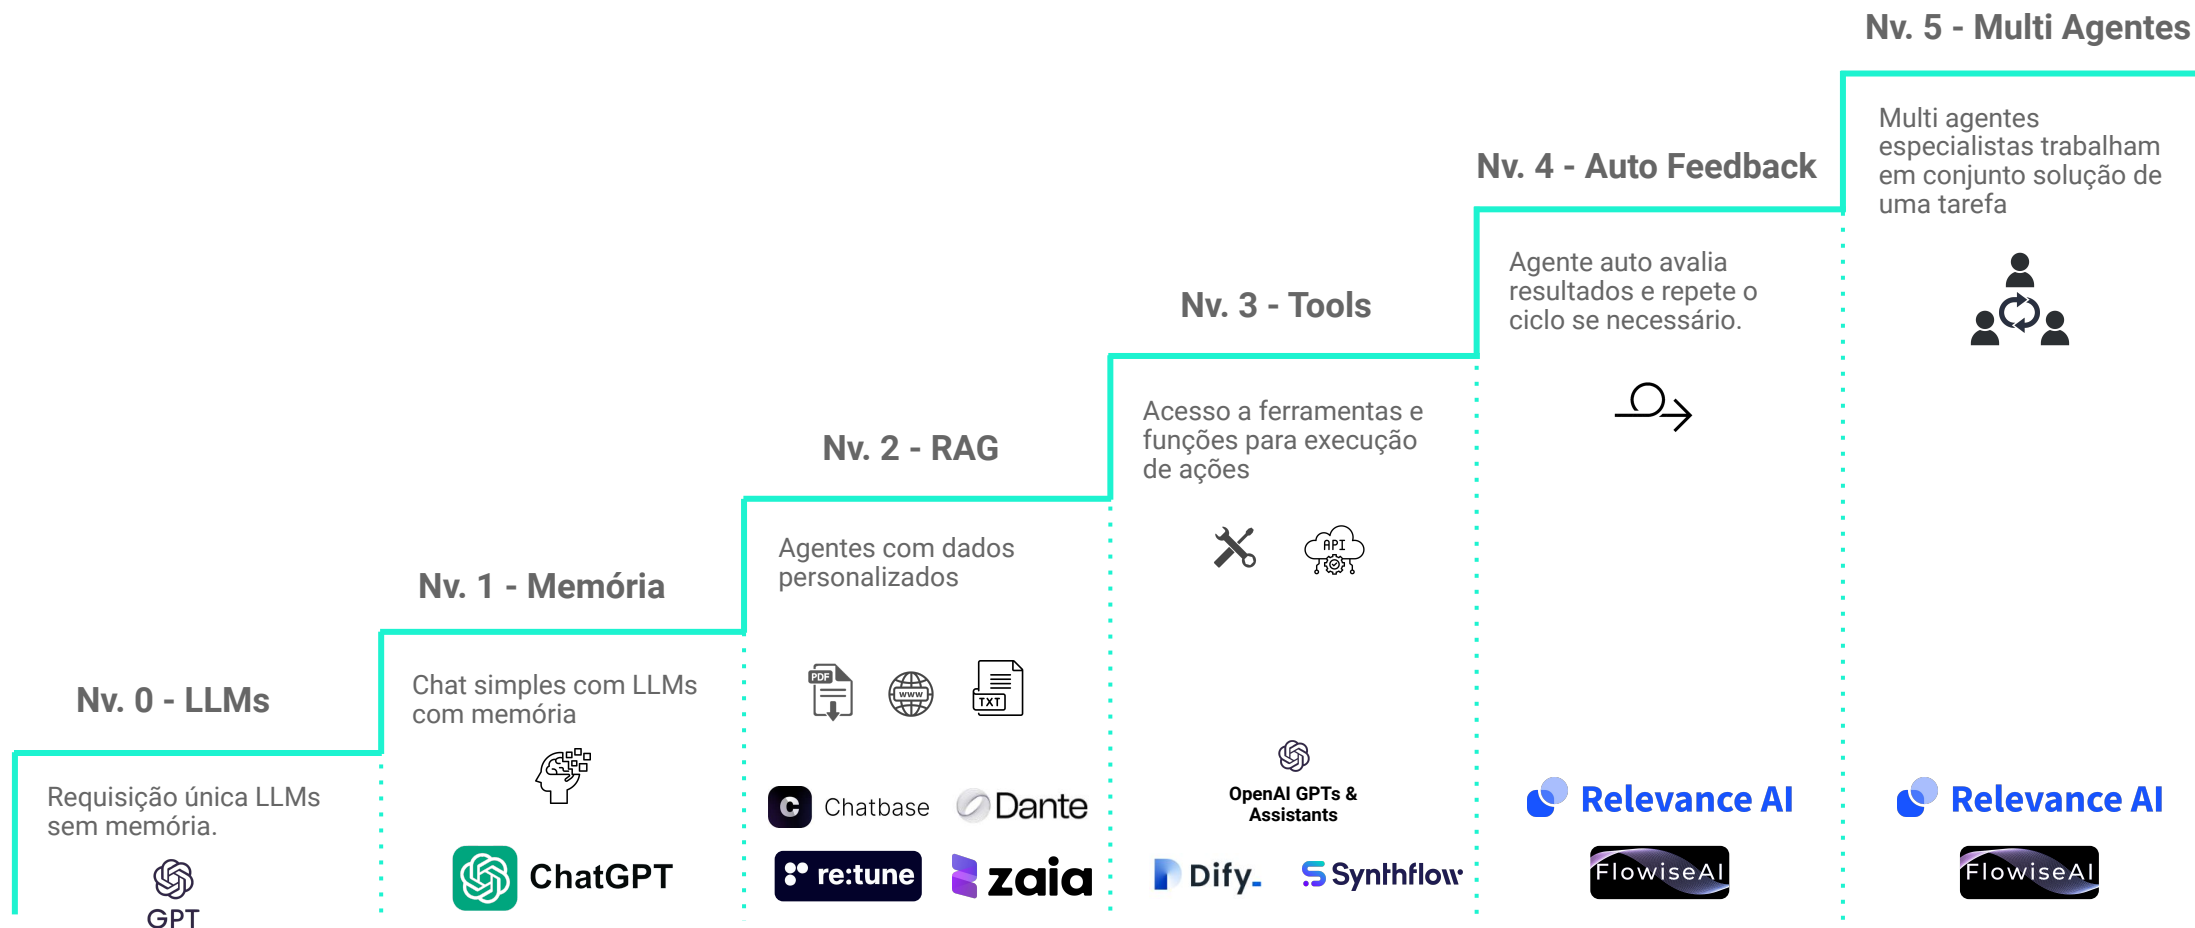 Nv. 5 - Multi Agentes
Multi agentes
especialistas trabalham
em conjunto solução de
uma tarefa
Nv. 4 - Auto Feedback
Agente auto avalia
resultados e repete o
ciclo se necessário.
Nv. 3 - Tools
Acesso a ferramentas e
funções para execução
de ações
API
Nv. 2 - RAG
Agentes com dados
personalizados
PDF
www
TXT
Nv. 1 - Memória
Chat simples com LLMs
com memória
Nv. 0 - LLMs
Requisição única LLMs
sem memória.
GPT
ChatGPT
C Chatbase
Dante
re:tune
zaia
OpenAI GPTs &
Assistants
Dify_
Synthflow
Relevance AI
FlowiseAI
Relevance AI
FlowiseAI